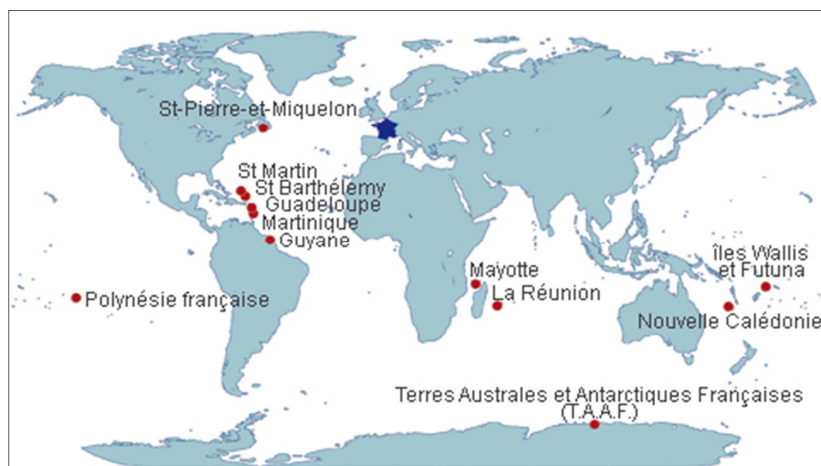 St-Pierre-et-Miquelon
St Martin
St Barthélemy
Guadeloupe
Martinique
Guyane
Polynésie française
Mayotte
La Réunion
îles Wallis
et Futuna
Nouvelle Calédonie
Terres Australes et Antarctiques Françaises
(T.A.A.F.)